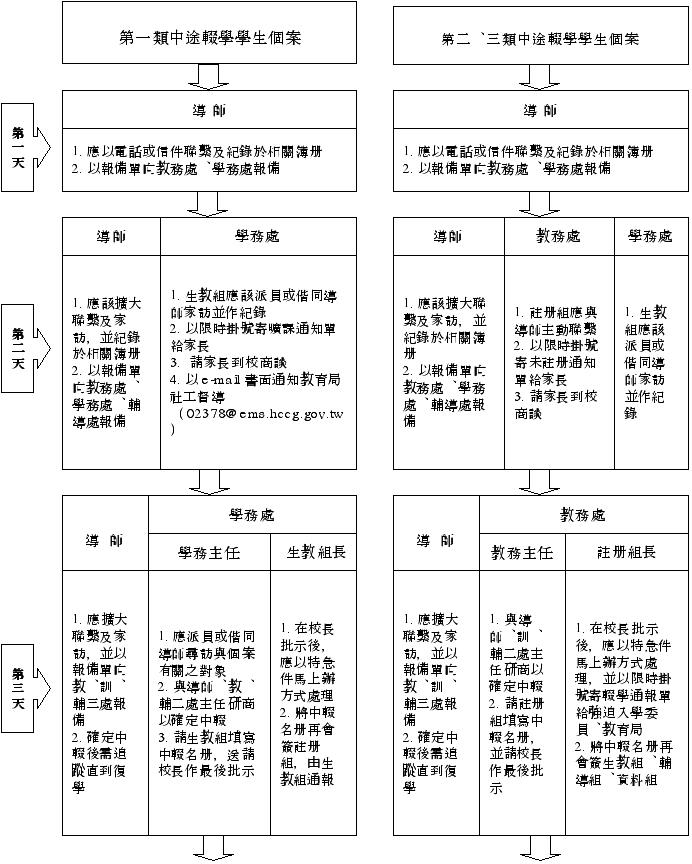 第一類中途輟學學生個案
第二、三類中途輟學學生個案
第一天
導 師
1. 應以電話或信件聯繫及紀錄於相關簿册
2. 以報備單向教務處、學務處報備
導 師
1. 應以電話或信件聯繫及紀錄於相關簿册
2. 以報備單向教務處、學務處報備
第二天
導師
1. 應該擴大
聯繫及家
訪，並紀錄
於相關簿册
2. 以報備單
向教務處、
學務處、輔
導處報備
學務處
1. 生教組應該派員或偕同導
師家訪並作紀錄
2. 以限時掛號寄曠課通知單
給家長
3. 請家長到校商談
4. 以 e-mail 書面通知教育局
社工督導
（02378@ems.hccg.gov.tw
）
導師
1. 應該擴大
聯繫及家
訪，並
紀錄於相關簿
册
2. 以報備單
向教務處、學務
處、輔導處報
備
教務處
1. 註册組應與
導師主動聯繫
2. 以限時掛號
寄未註册通知
單給家長
3. 請家長到校
商談
學務處
1. 生教
組應該
派員或
偕同導
師家訪
並作紀
錄
第三天
導 師
1. 應擴大
聯繫及家
訪，並以
報備單向
教、訓、
輔三處報
備
2. 確定中
輟後需追
蹤直到復
學
學務處
學務主任
1. 應派員或偕同
導師尋訪與個案
有關之對象
2. 與導師、教、
輔二處主任研商
以確定中輟
3. 請生教組填寫
中輟名册，送請
校長作最後批示
生教組長
1. 在校長
批示後，
應以特急
件馬上辦
方式處理
2. 將中輟
名册再會
簽註册
組，由生
教組通報
導 師
1. 應擴大
聯繫及家
訪，並以
報備單向
教、訓、
輔三處報
備
2. 確定中
輟後需追
蹤直到復
學
教務處
教務主任
1. 與導
師、訓、
輔二處主
任研商以
確定中輟
2. 請註册
組填寫中
輟名册，
並請校長
作最後批
示
註册組長
1. 在校長批示
後，應以特急件
馬上辦方式處
理，並以限時掛
號寄輟學通報單
給強迫入學委
員、教育局
2. 將中輟名册再
會簽生教組、輔
導組、資料組